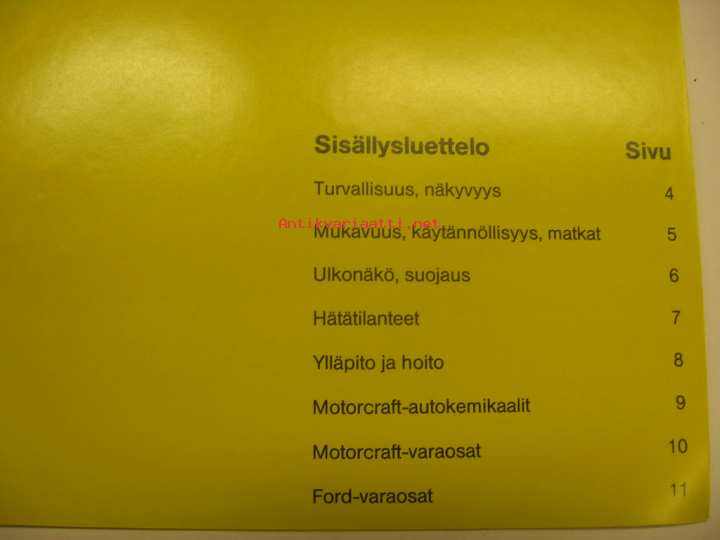 Sisällysluettelo Sivu
Turvallisuus, näkyvyys 4
Antikvariaatti.net
Mukavuus, käytännöllisyys, matkat 5
Ulkonäkö, suojaus 6
Hätätilanteet 7
Ylläpito ja hoito 8
Motorcraft-autokemikaalit 9
Motorcraft-varaosat 10
Ford-varaosat 11